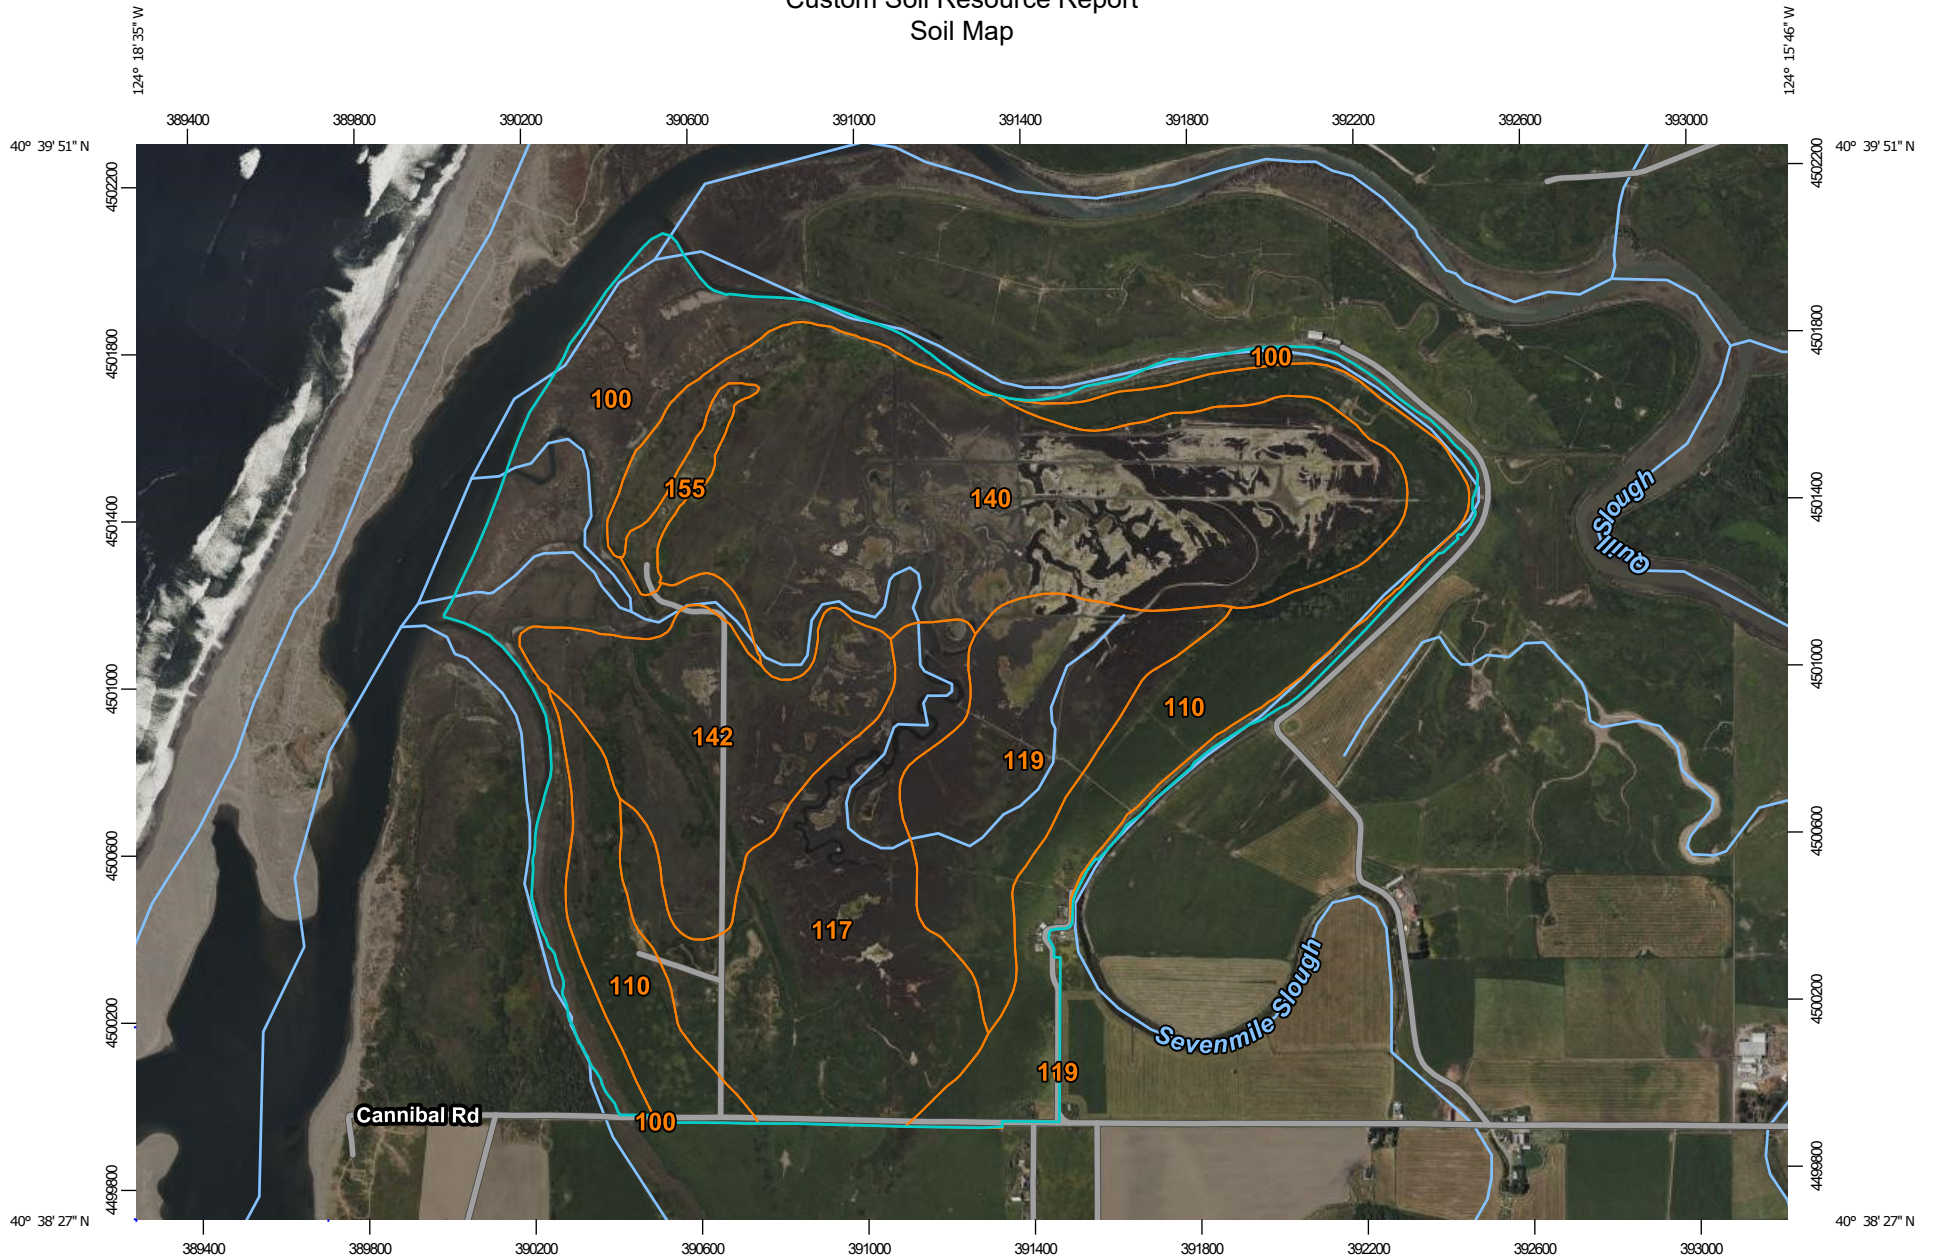 Custom Soil Resource Report
Soil Map
124° 18' 35" W
124° 15' 46" W
389400 389800 390200 390600 391000 391400 391800 392200 392600 393000
40° 39' 51" N
40° 39' 51" N
4502200
4501800
4501400
4501000
4500600
4500200
4499800
4502200
4501800
4501400
4501000
4500600
4500200
4499800
100
100
155
140
Quill Slough
110
142
119
117
110
Sevenmile Slough
119
Cannibal Rd
100
40° 38' 27" N
40° 38' 27" N
389400 389800 390200 390600 391000 391400 391800 392200 392600 393000